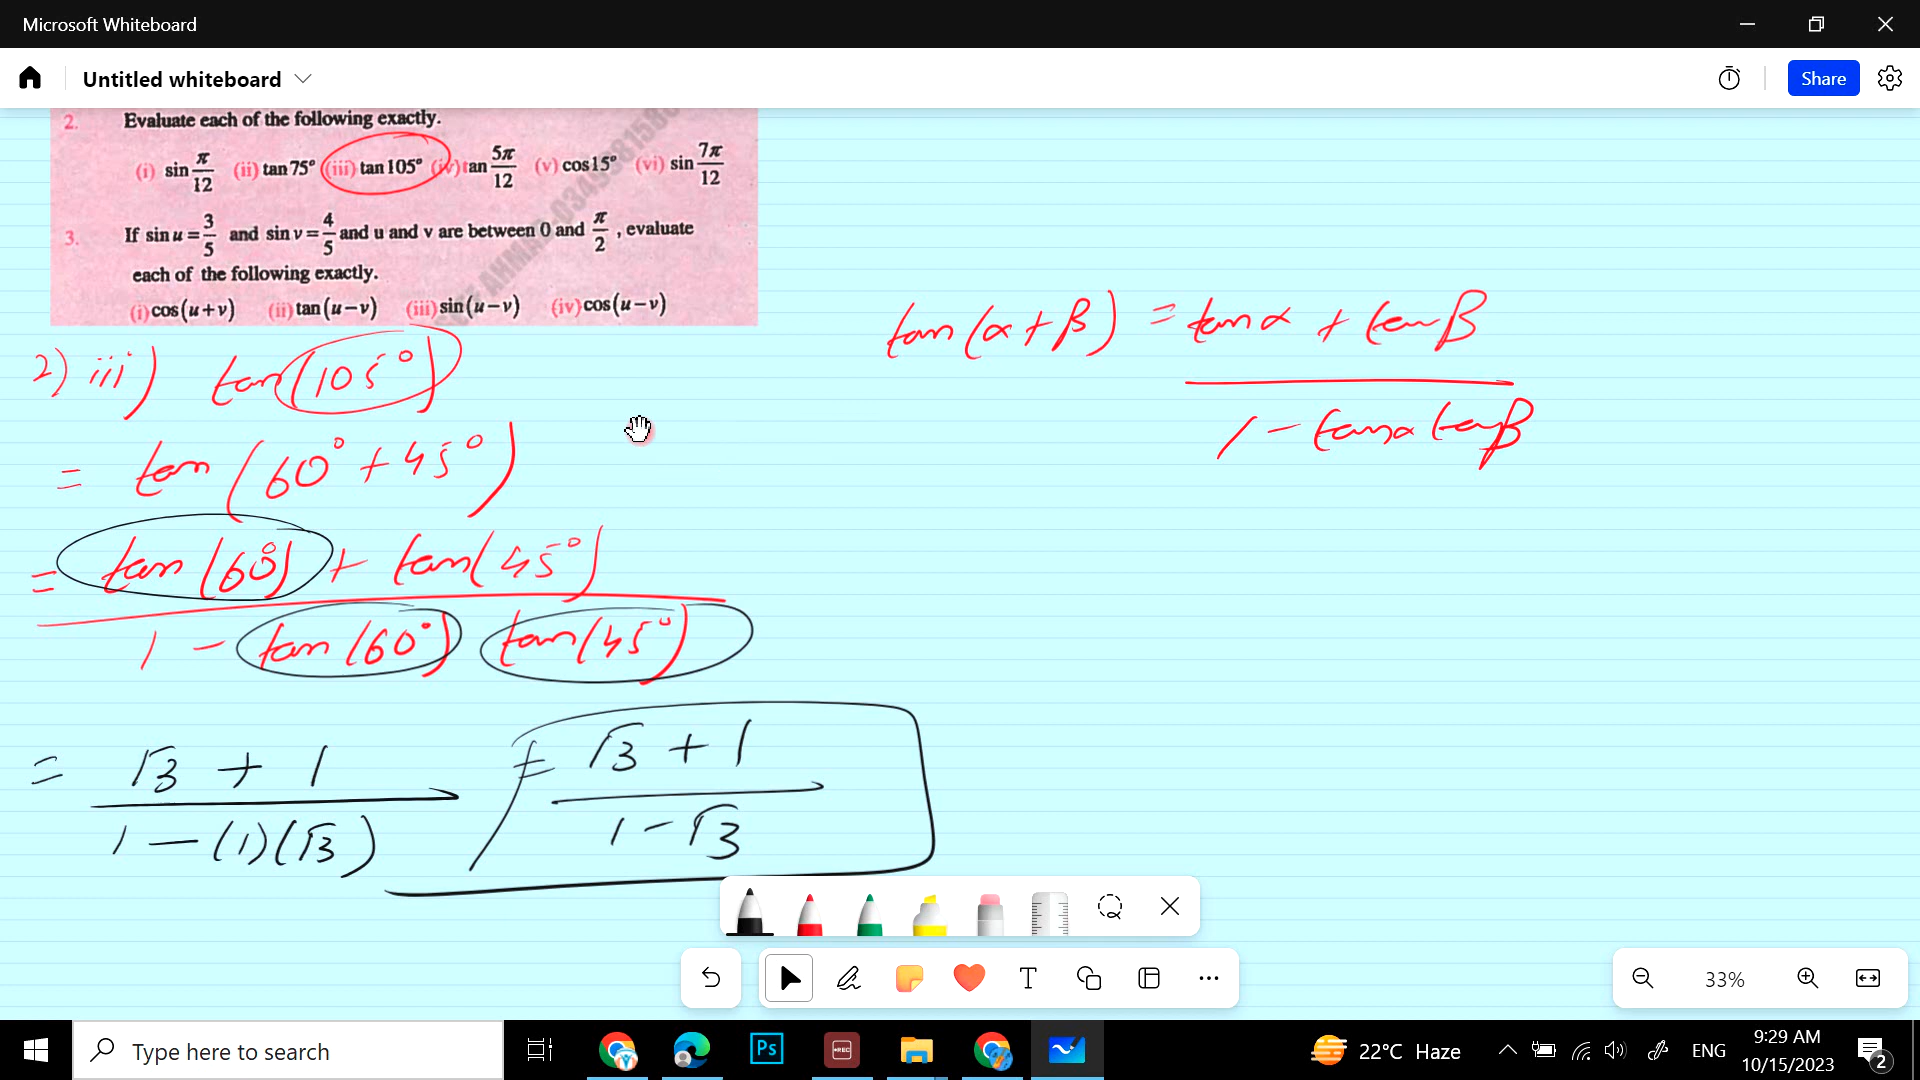 Microsoft Whiteboard
Untitled whiteboard
Share
2. Evaluate each of the following exactly.
(i) sin π/12 (ii) tan 75° (iii) tan 105° (iv) tan 5π/12 (v) cos 15° (vi) sin 7π/12
3. If sin u = 3/5 and sin v = 4/5 and u and v are between 0 and π/2 , evaluate
each of the following exactly.
(i) cos(u+v) (ii) tan(u−v) (iii) sin(u−v) (iv) cos(u−v)
2) iii) tan(105°)
= tan(60°+45°)
= tan(60°) + tan(45°)
1 − tan(60°) tan(45°)
= √3 + 1
1 − (1)(√3)
= √3 + 1
1 − √3
tan(α+β) = tanα + tanβ
1 − tanα tanβ
33%
Type here to search
Ps
REC
22°C Haze
ENG
9:29 AM
10/15/2023
2